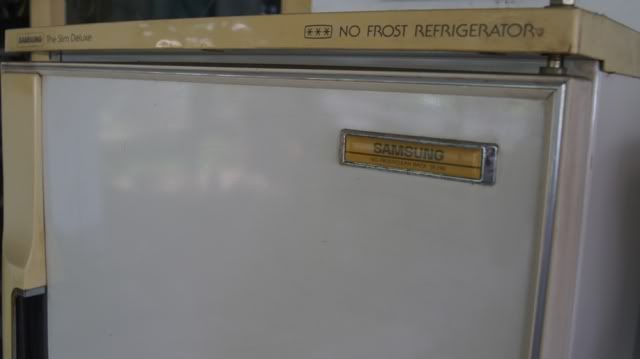 SAMSUNG The Slim Deluxe
*** NO FROST REFRIGERATOR
SAMSUNG